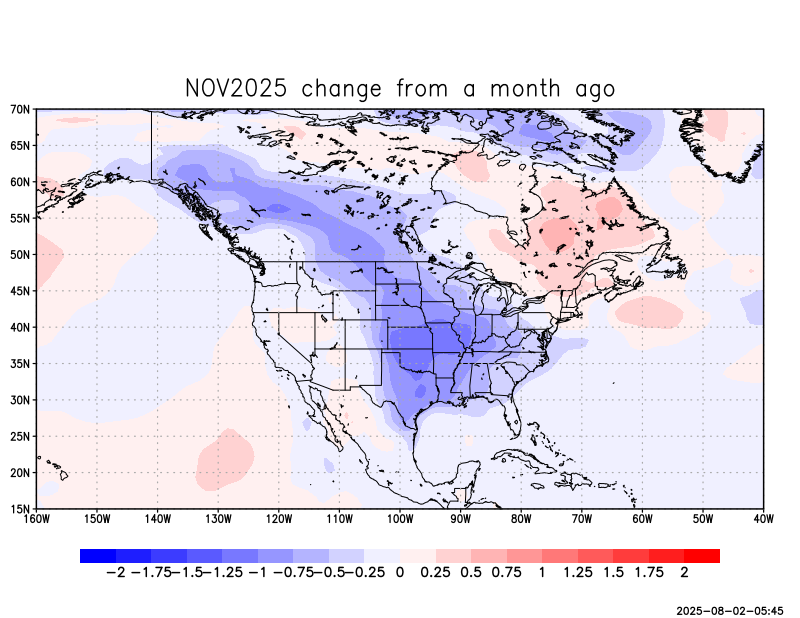 NOV2025 change from a month ago
70N
65N
60N
55N
50N
45N
40N
35N
30N
25N
20N
15N
160W 150W 140W 130W 120W 110W 100W 90W 80W 70W 60W 50W 40W
−2 −1.75 −1.5 −1.25 −1 −0.75 −0.5 −0.25 0 0.25 0.5 0.75 1 1.25 1.5 1.75 2
2025-08-02-05:45